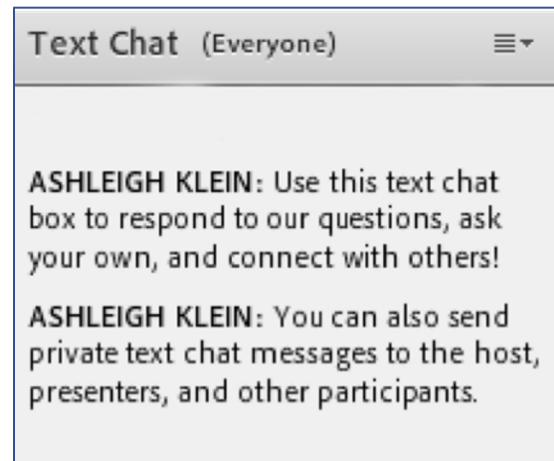 Text Chat (Everyone)
ASHLEIGH KLEIN: Use this text chat
box to respond to our questions, ask
your own, and connect with others!
ASHLEIGH KLEIN: You can also send
private text chat messages to the host,
presenters, and other participants.